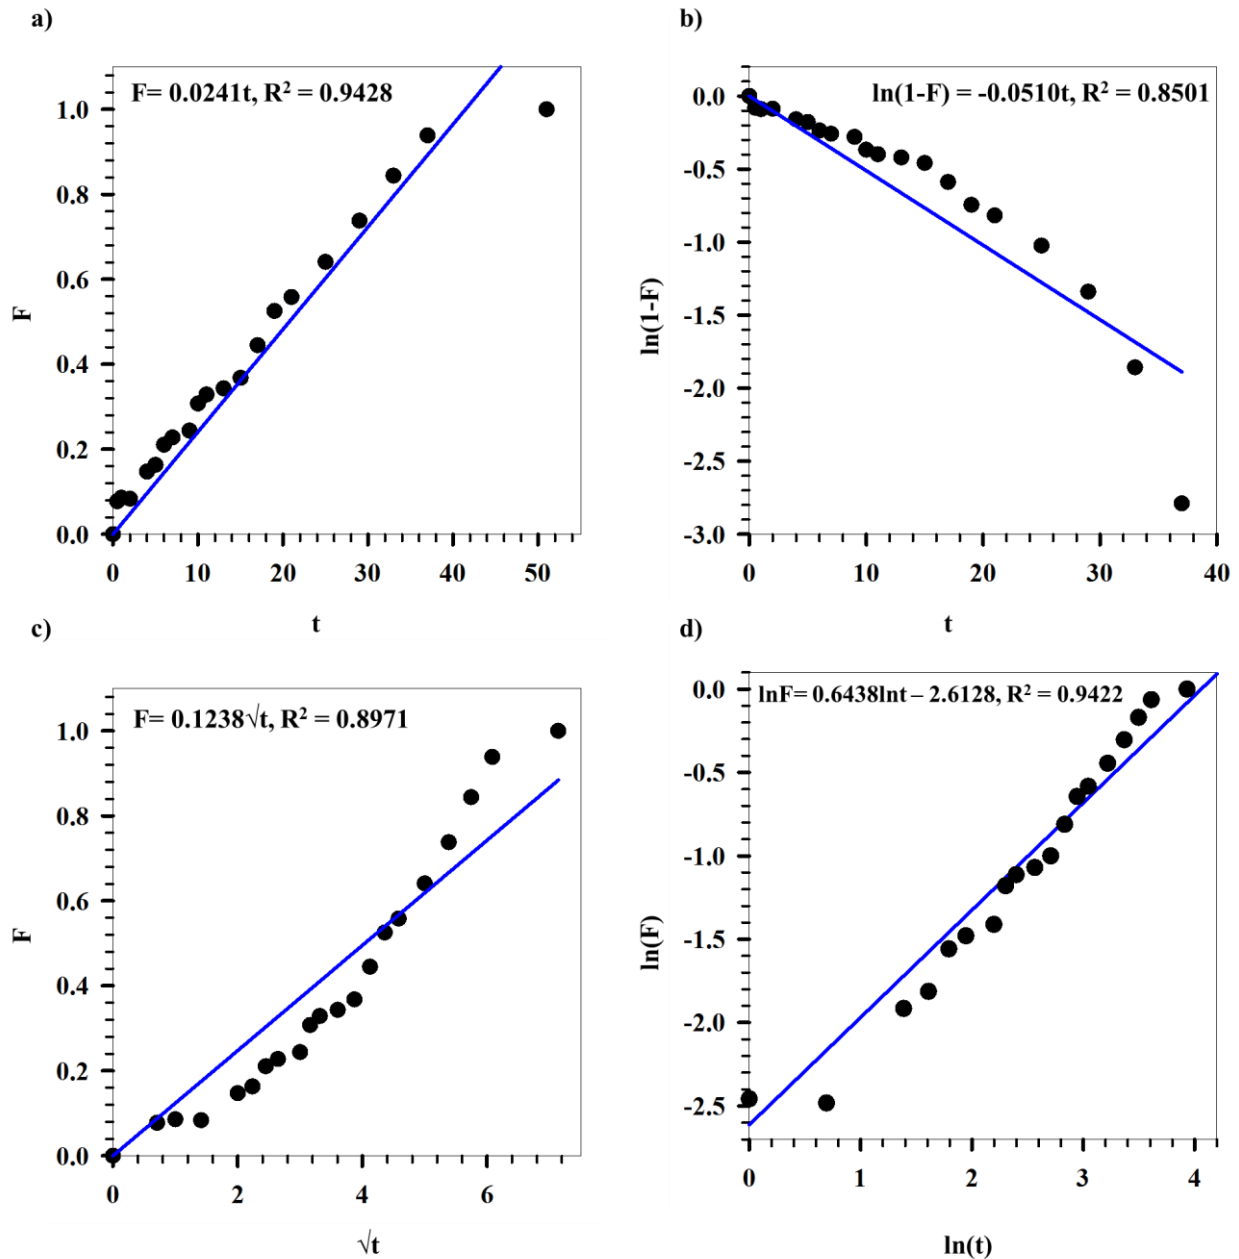 a)
F= 0.0241t, R² = 0.9428
F
1.0
0.8
0.6
0.4
0.2
0.0
0 10 20 30 40 50
t
b)
ln(1-F) = -0.0510t, R² = 0.8501
ln(1-F)
0.0
-0.5
-1.0
-1.5
-2.0
-2.5
-3.0
0 10 20 30 40
t
c)
F= 0.1238√t, R² = 0.8971
F
1.0
0.8
0.6
0.4
0.2
0.0
0 2 4 6
√t
d)
lnF= 0.6438lnt – 2.6128, R² = 0.9422
ln(F)
0.0
-0.5
-1.0
-1.5
-2.0
-2.5
0 1 2 3 4
ln(t)